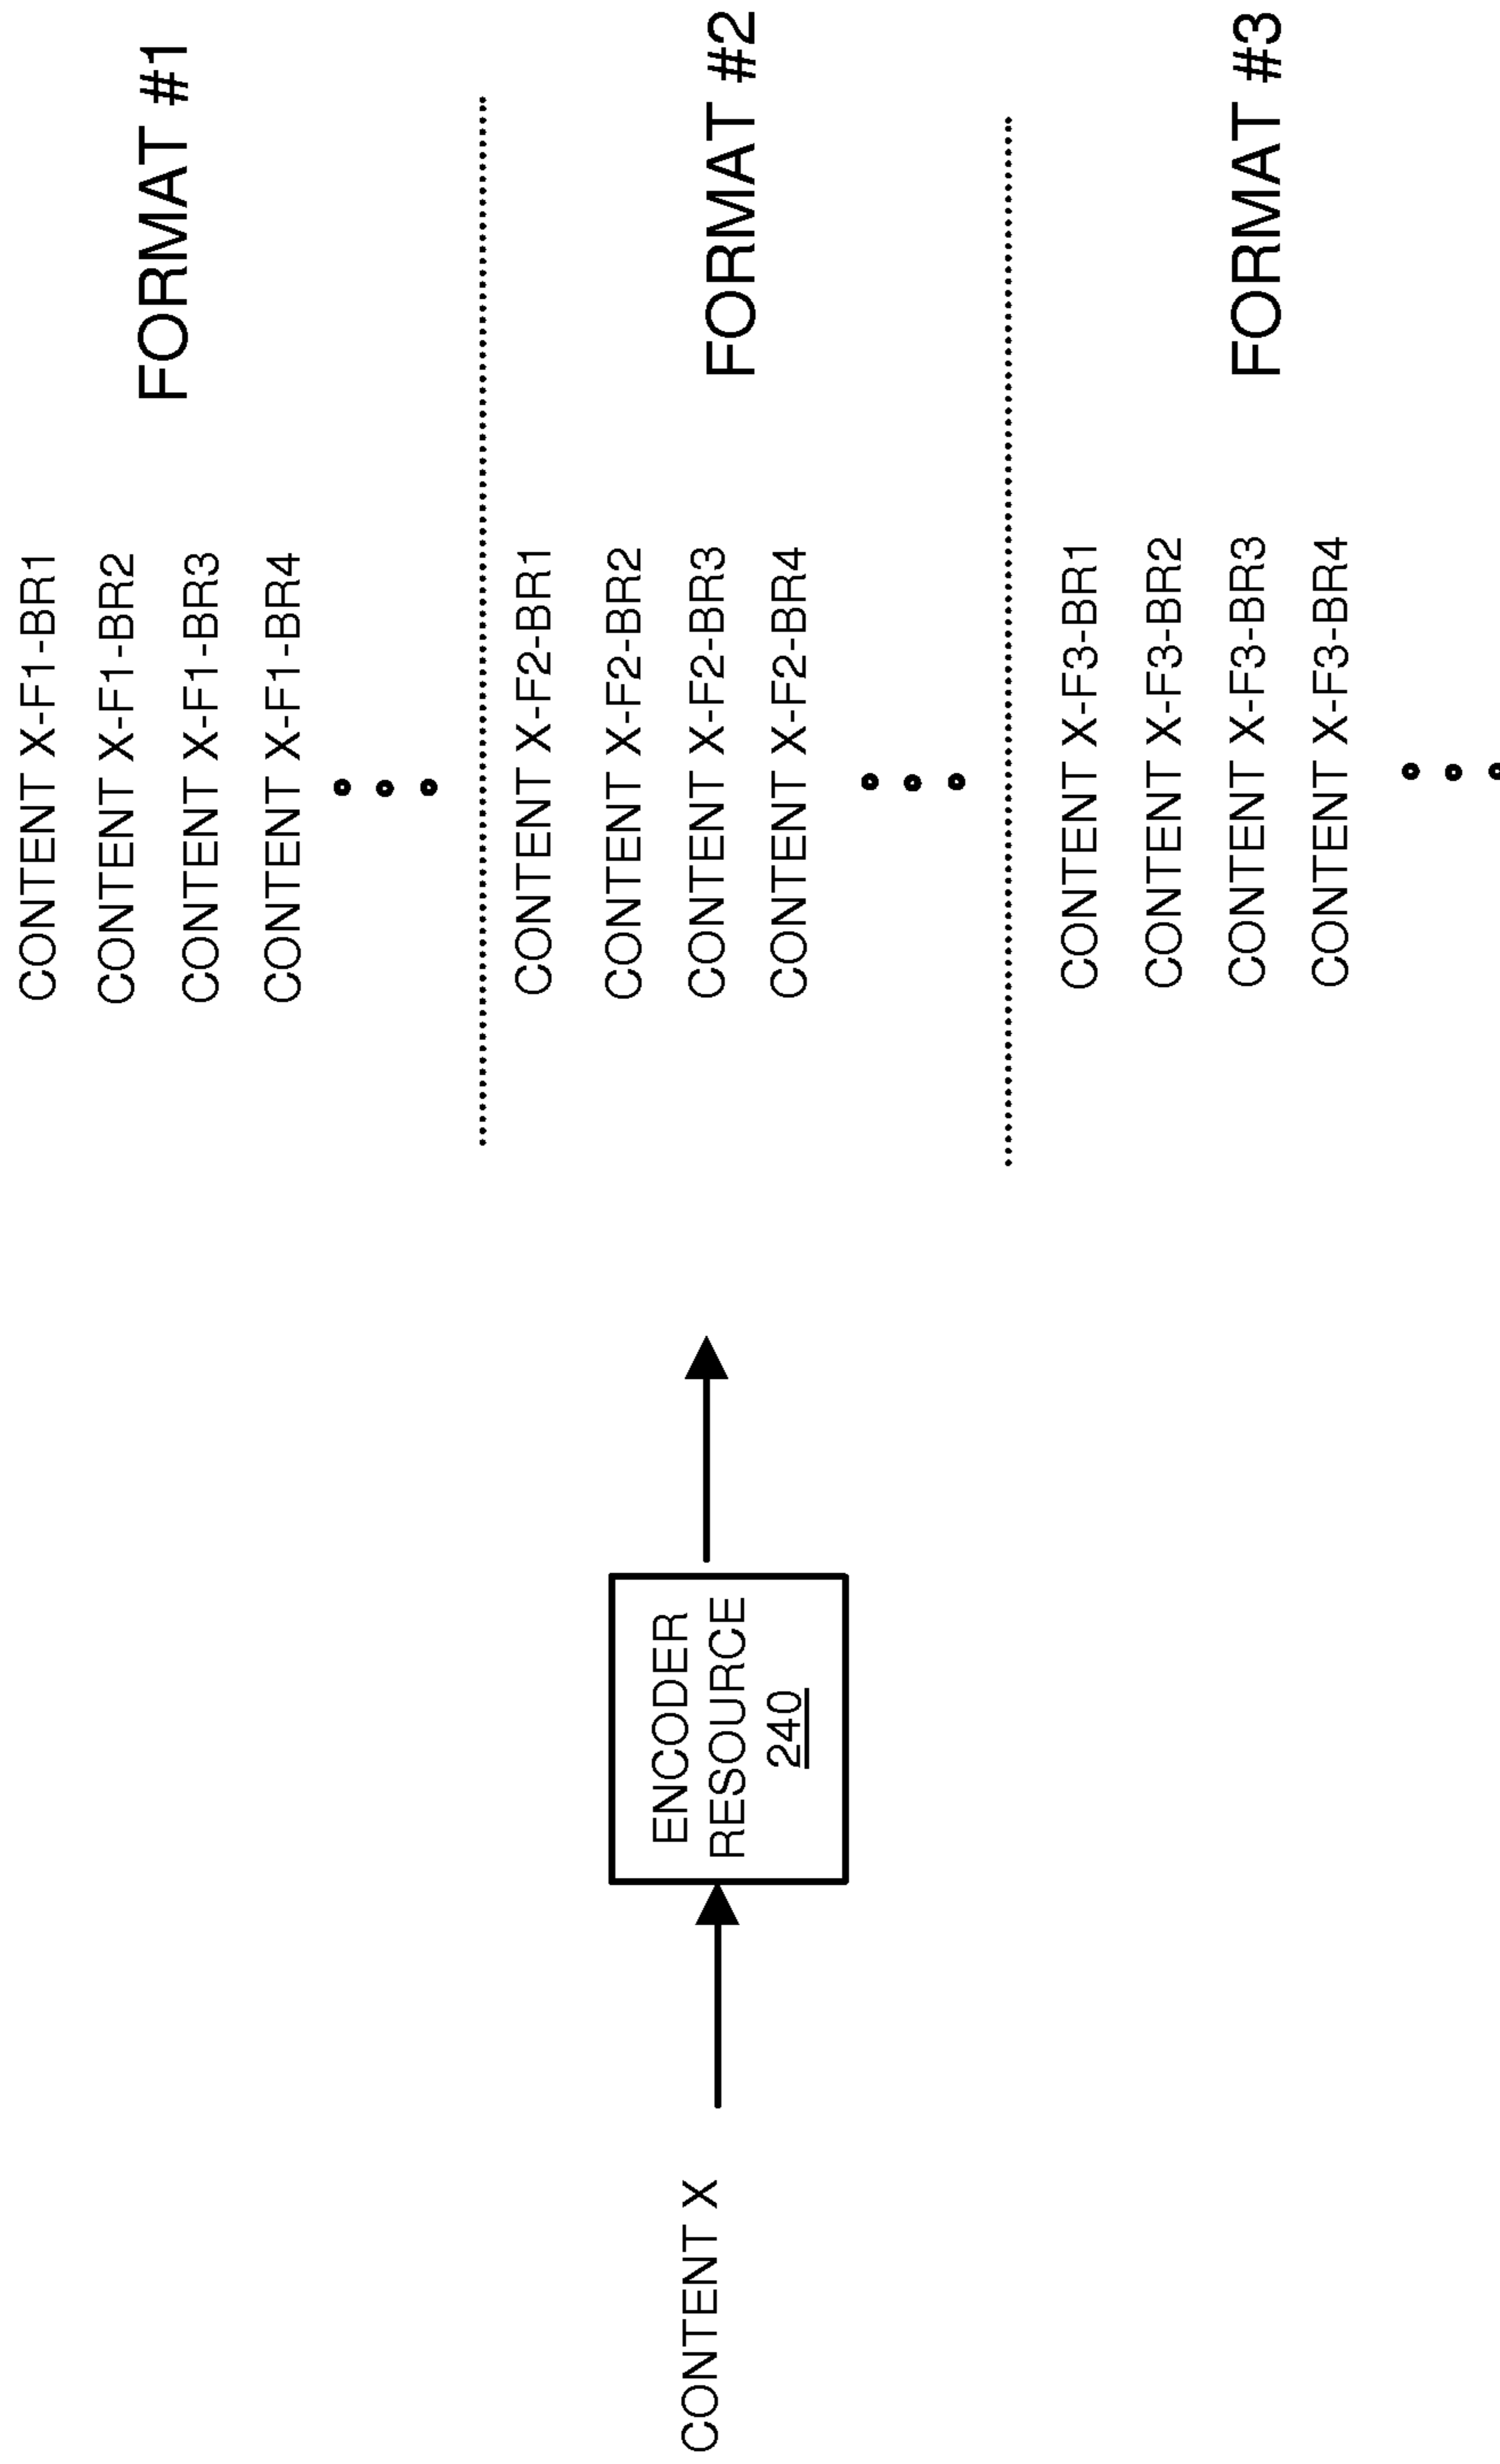 CONTENT X
ENCODER
RESOURCE
240
CONTENT X-F1-BR1
CONTENT X-F1-BR2
CONTENT X-F1-BR3
CONTENT X-F1-BR4
FORMAT #1
CONTENT X-F2-BR1
CONTENT X-F2-BR2
CONTENT X-F2-BR3
CONTENT X-F2-BR4
FORMAT #2
CONTENT X-F3-BR1
CONTENT X-F3-BR2
CONTENT X-F3-BR3
CONTENT X-F3-BR4
FORMAT #3